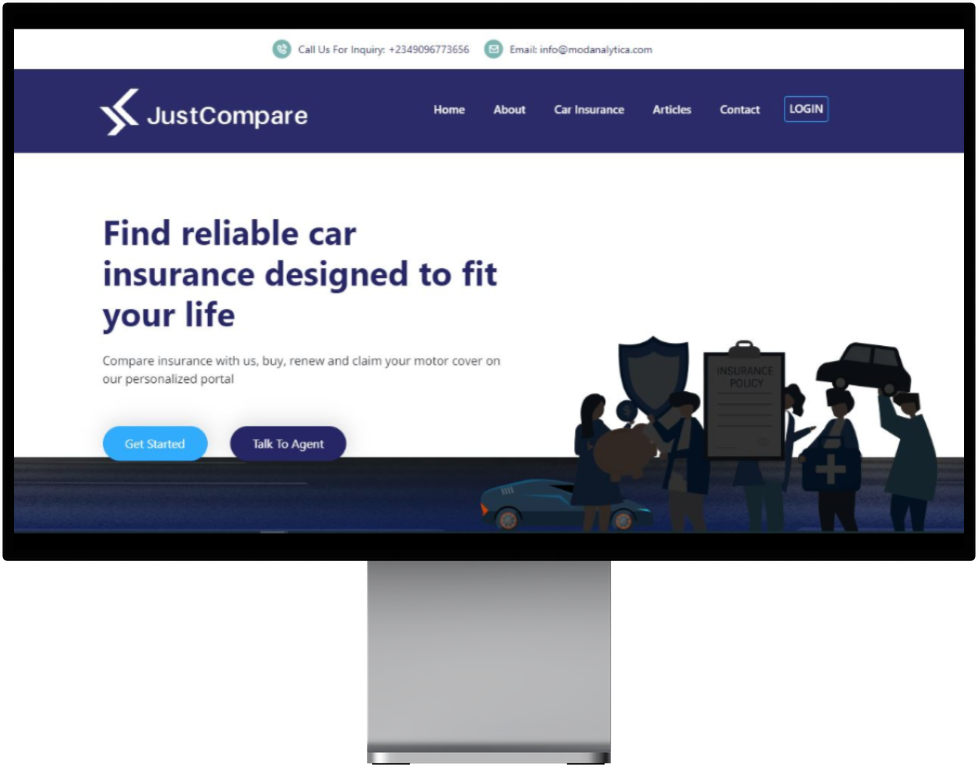 Call Us For Inquiry: +2349096773656 Email: info@modanalytica.com
JustCompare Home About Car Insurance Articles Contact LOGIN
Find reliable car
insurance designed to fit
your life
Compare insurance with us, buy, renew and claim your motor cover on
our personalized portal
Get Started Talk To Agent
INSURANCE
POLICY
$